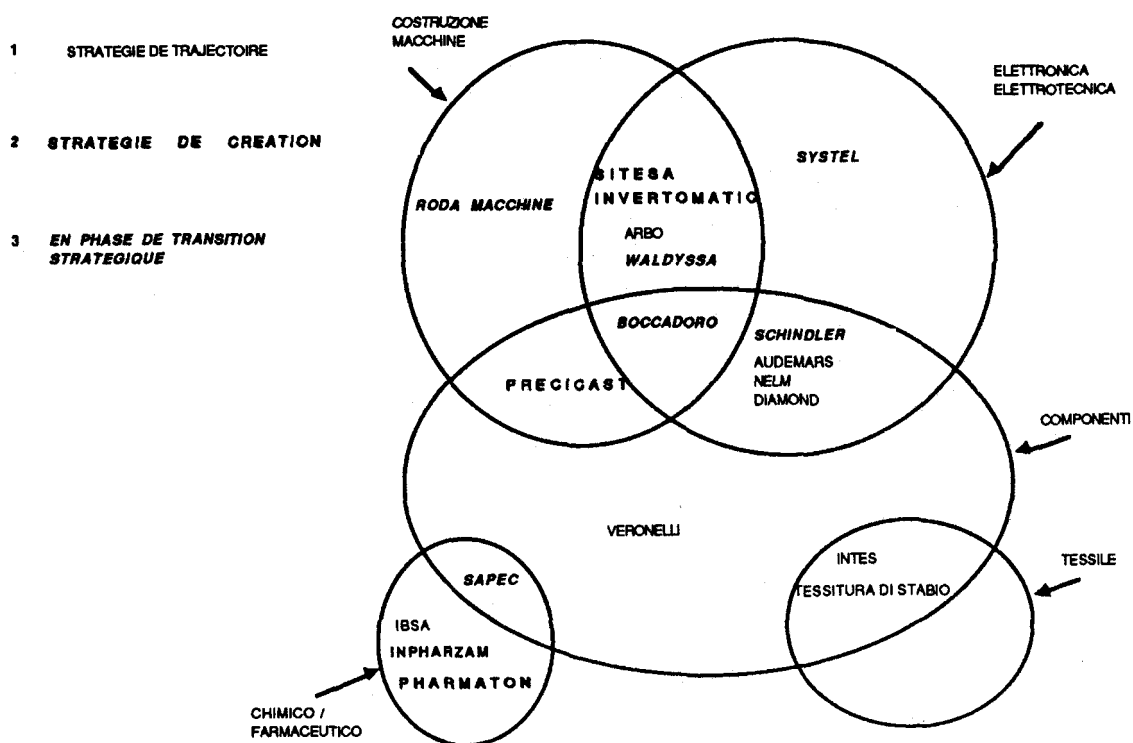 1 STRATEGIE DE TRAJECTOIRE
2 STRATEGIE DE CREATION
3 EN PHASE DE TRANSITION
STRATEGIQUE
COSTRUZIONE
MACCHINE
ELETTRONICA
ELETTROTECNICA
SYSTEL
SITESA
INVERTOMATIC
RODA MACCHINE
ARBO
WALDYSSA
BOCCADORO
SCHINDLER
AUDEMARS
NELM
DIAMOND
PRECICAST
COMPONENTI
VERONELLI
INTES
TESSITURA DI STABIO
TESSILE
SAPEC
IBSA
INPHARZAM
PHARMATON
CHIMICO /
FARMACEUTICO